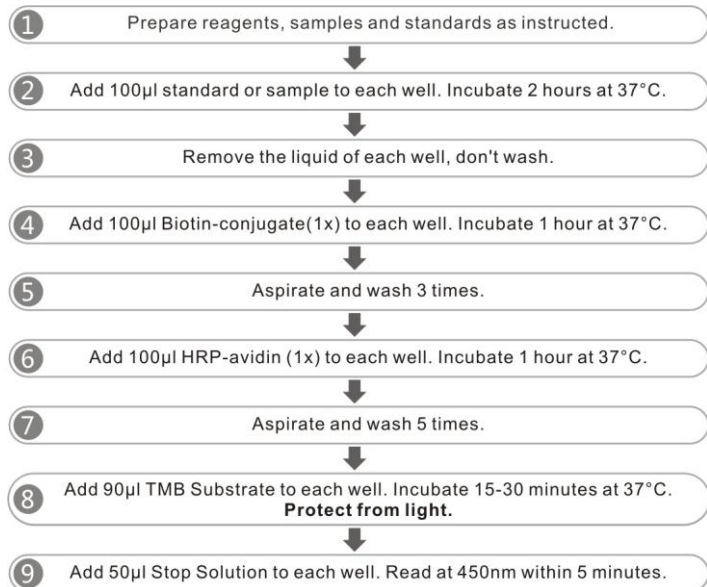 1 Prepare reagents, samples and standards as instructed.
2 Add 100μl standard or sample to each well. Incubate 2 hours at 37°C.
3 Remove the liquid of each well, don't wash.
4 Add 100μl Biotin-conjugate(1x) to each well. Incubate 1 hour at 37°C.
5 Aspirate and wash 3 times.
6 Add 100μl HRP-avidin (1x) to each well. Incubate 1 hour at 37°C.
7 Aspirate and wash 5 times.
8 Add 90μl TMB Substrate to each well. Incubate 15-30 minutes at 37°C.
Protect from light.
9 Add 50μl Stop Solution to each well. Read at 450nm within 5 minutes.